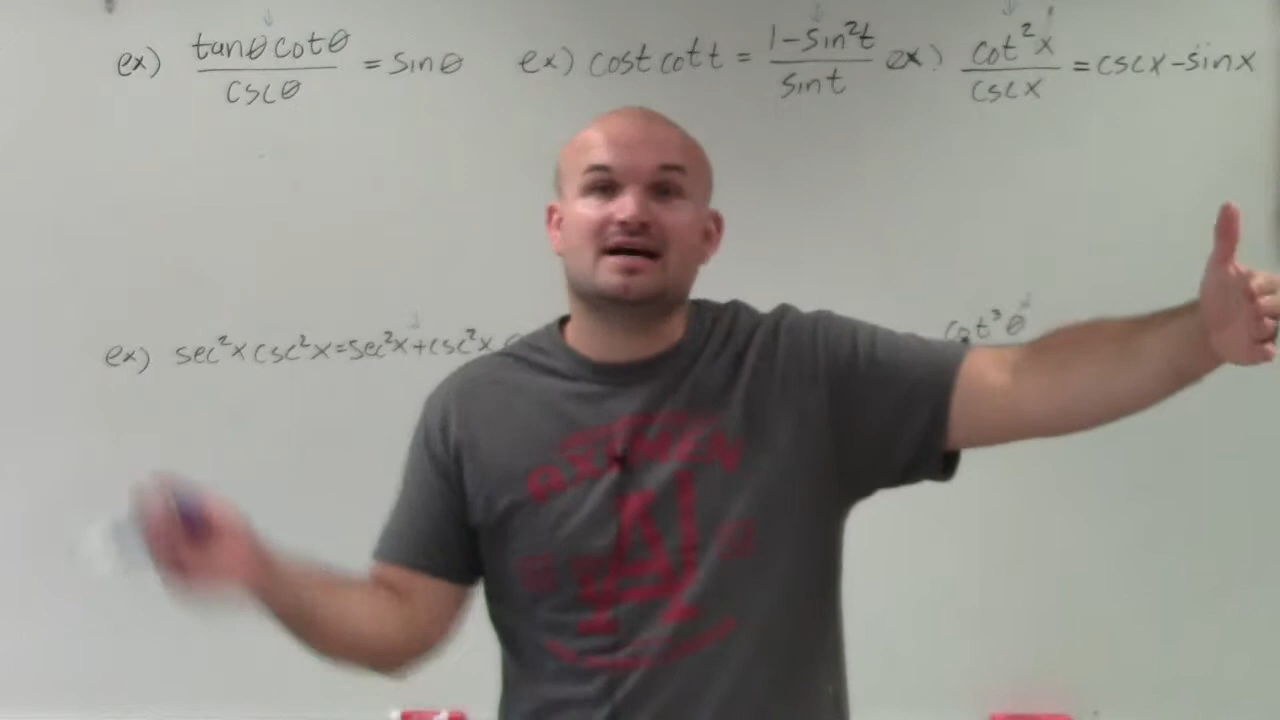 ex) tanθ cotθ / cscθ = sinθ ex) cost cott = 1-sin²t / sint ex) cot²x / cscx = cscx-sinx
ex) sec²x csc²x=sec²x+csc²x cot³θ
AXEMEN
A